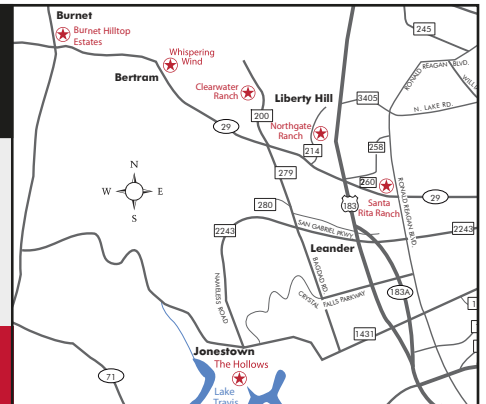 Burnet
Burnet Hilltop
Estates
245
Whispering
Wind
RONALD REAGAN BLVD.
Bertram
Clearwater
Ranch
Liberty Hill
3405
N. LAKE RD.
200
29
Northgate
Ranch
214
258
279
260
N
W
E
S
280
183
Santa
Rita Ranch
29
RONALD REAGAN BLVD.
2243
SAN GABRIEL PKWY
2243
Leander
BAGDAD RD.
NAMELESS ROAD
CRYSTAL FALLS PARKWAY
183A
1431
Jonestown
The Hollows
71
Lake
Travis